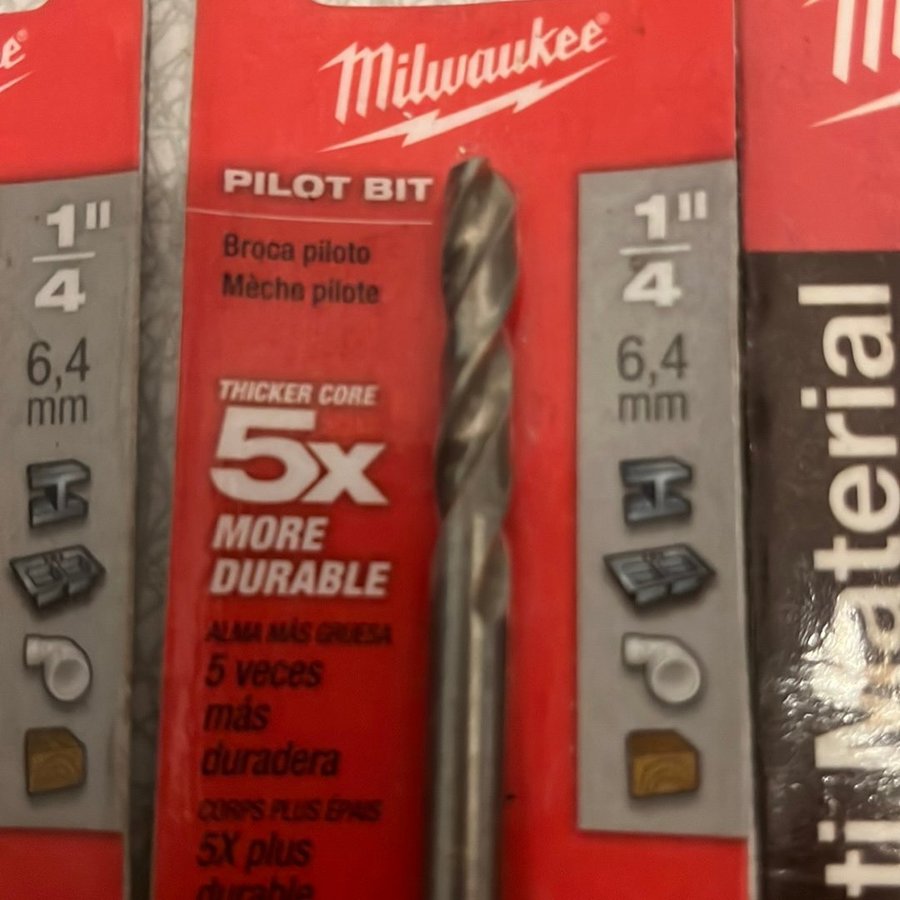 Milwaukee®
PILOT BIT
Broca piloto
Mèche pilote
THICKER CORE
5X
MORE
DURABLE
ALMA MÁS GRUESA
5 veces
más
duradera
CORPS PLUS ÉPAIS
5X plus
durable
1"
4
6,4
mm
1"
4
6,4
mm
Material